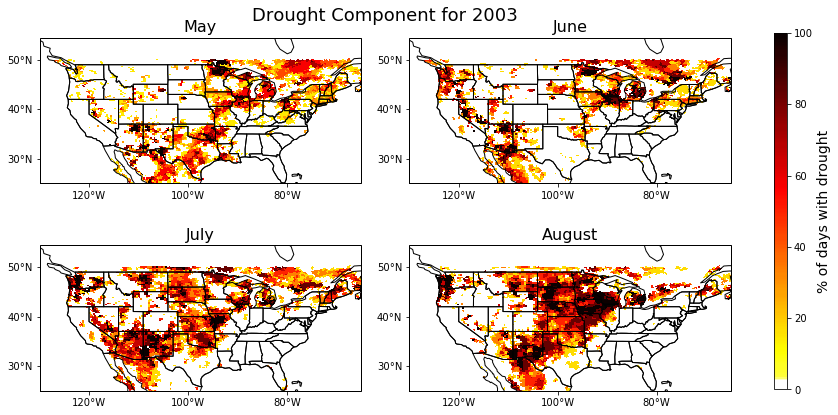 Drought Component for 2003
May
June
50°N
40°N
30°N
120°W
100°W
80°W
50°N
40°N
30°N
120°W
100°W
80°W
July
August
50°N
40°N
30°N
120°W
100°W
80°W
50°N
40°N
30°N
120°W
100°W
80°W
100
80
60
40
20
0
% of days with drought